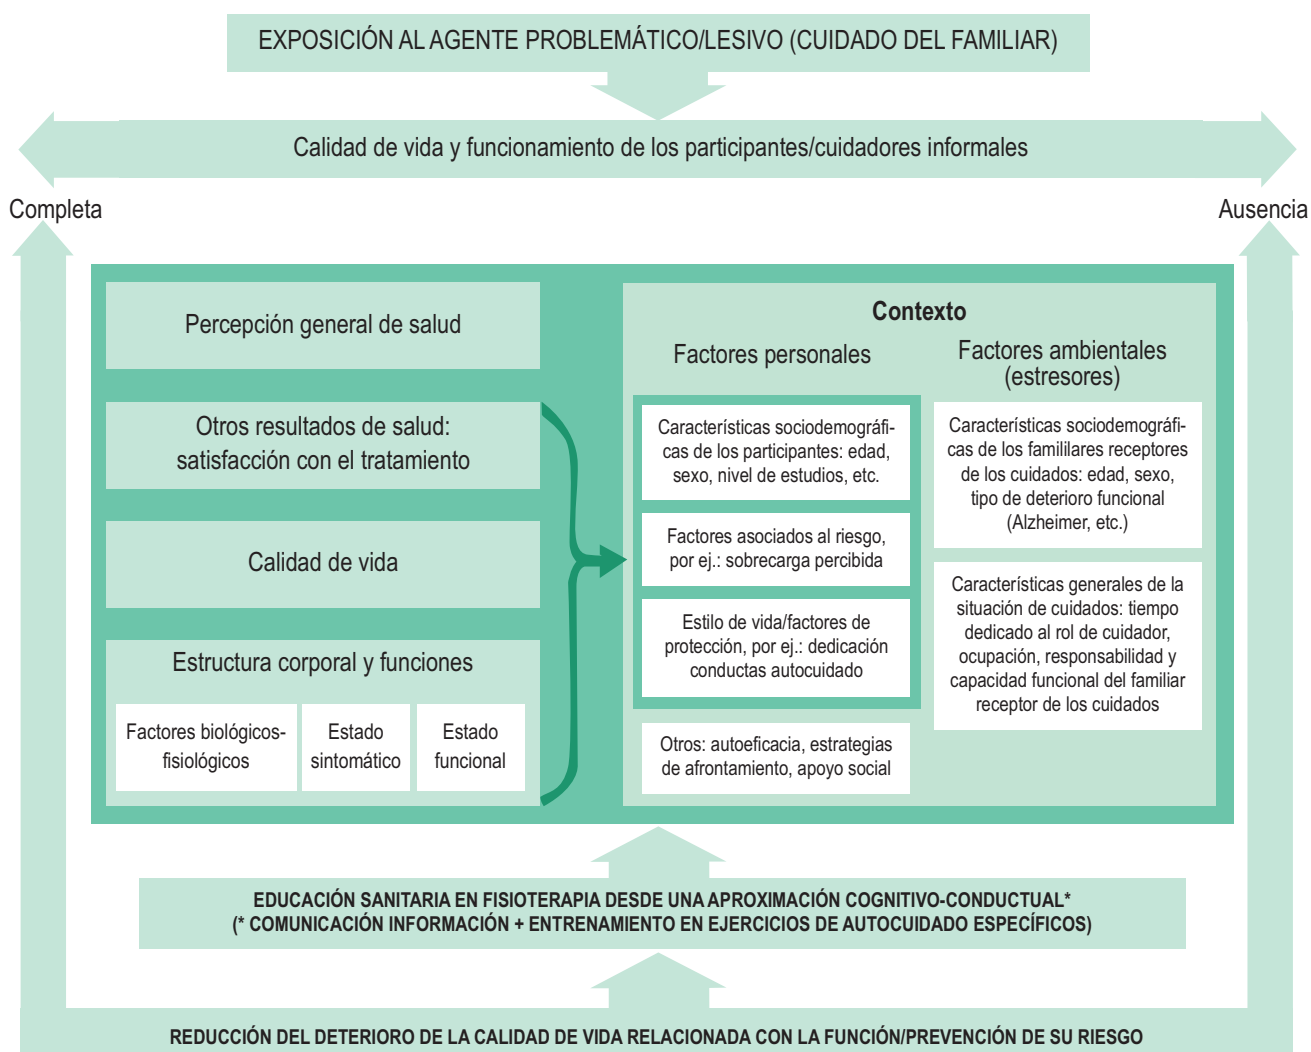 EXPOSICIÓN AL AGENTE PROBLEMÁTICO/LESIVO (CUIDADO DEL FAMILIAR)
Calidad de vida y funcionamiento de los participantes/cuidadores informales
Completa
Ausencia
Percepción general de salud
Otros resultados de salud:
satisfacción con el tratamiento
Calidad de vida
Estructura corporal y funciones
Factores biológicos-
fisiológicos
Estado
sintomático
Estado
funcional
Contexto
Factores personales
Características sociodemográfi-
cas de los participantes: edad,
sexo, nivel de estudios, etc.
Factores asociados al riesgo,
por ej.: sobrecarga percibida
Estilo de vida/factores de
protección, por ej.: dedicación
conductas autocuidado
Otros: autoeficacia, estrategias
de afrontamiento, apoyo social
Factores ambientales
(estresores)
Características sociodemográfi-
cas de los famililares receptores
de los cuidados: edad, sexo,
tipo de deterioro funcional
(Alzheimer, etc.)
Características generales de la
situación de cuidados: tiempo
dedicado al rol de cuidador,
ocupación, responsabilidad y
capacidad funcional del familiar
receptor de los cuidados
EDUCACIÓN SANITARIA EN FISIOTERAPIA DESDE UNA APROXIMACIÓN COGNITIVO-CONDUCTUAL*
(* COMUNICACIÓN INFORMACIÓN + ENTRENAMIENTO EN EJERCICIOS DE AUTOCUIDADO ESPECÍFICOS)
REDUCCIÓN DEL DETERIORO DE LA CALIDAD DE VIDA RELACIONADA CON LA FUNCIÓN/PREVENCIÓN DE SU RIESGO